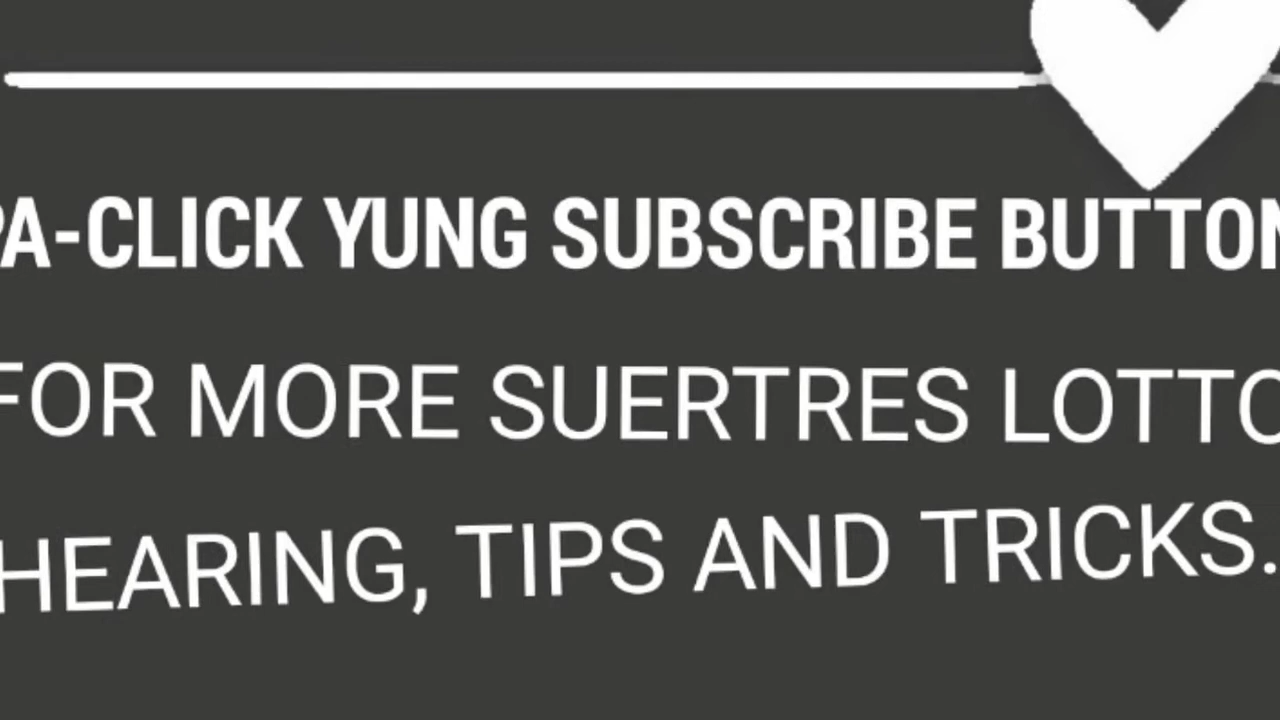 PA-CLICK YUNG SUBSCRIBE BUTTON
FOR MORE SUERTRES LOTTO
HEARING, TIPS AND TRICKS.